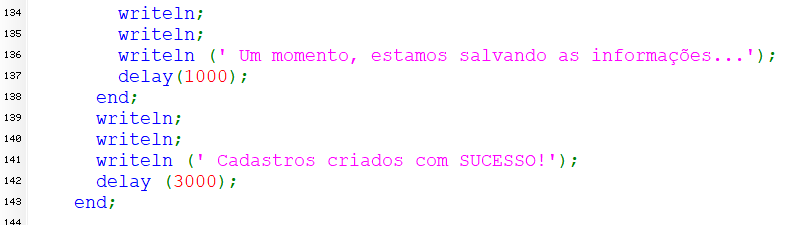 134 writeln;
135 writeln;
136 writeln (' Um momento, estamos salvando as informações...');
137 delay(1000);
138 end;
139 writeln;
140 writeln;
141 writeln (' Cadastros criados com SUCESSO!');
142 delay (3000);
143 end;
144